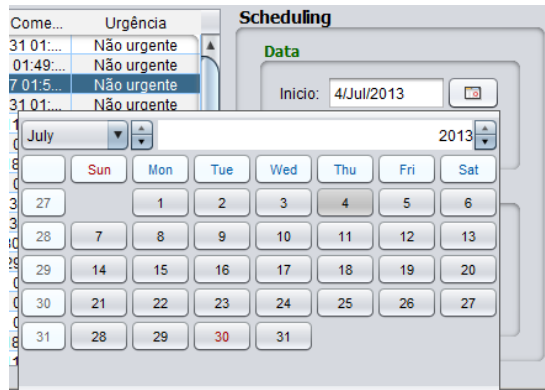 Come... Urgência
31 01:... Não urgente
01:49:... Não urgente
7 01:5... Não urgente
31 01:... Não urgente
Scheduling
Data
Inicio: 4/Jul/2013
July 2013
Sun Mon Tue Wed Thu Fri Sat
27 1 2 3 4 5 6
28 7 8 9 10 11 12 13
29 14 15 16 17 18 19 20
30 21 22 23 24 25 26 27
31 28 29 30 31